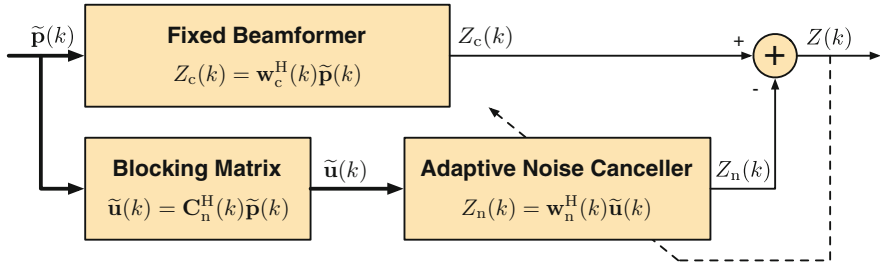 p̃(k)
Fixed Beamformer
Z_c(k) = w_c^H(k)p̃(k)
Z_c(k)
+
+
-
Z(k)
Blocking Matrix
ũ(k) = C_n^H(k)p̃(k)
ũ(k)
Adaptive Noise Canceller
Z_n(k) = w_n^H(k)ũ(k)
Z_n(k)